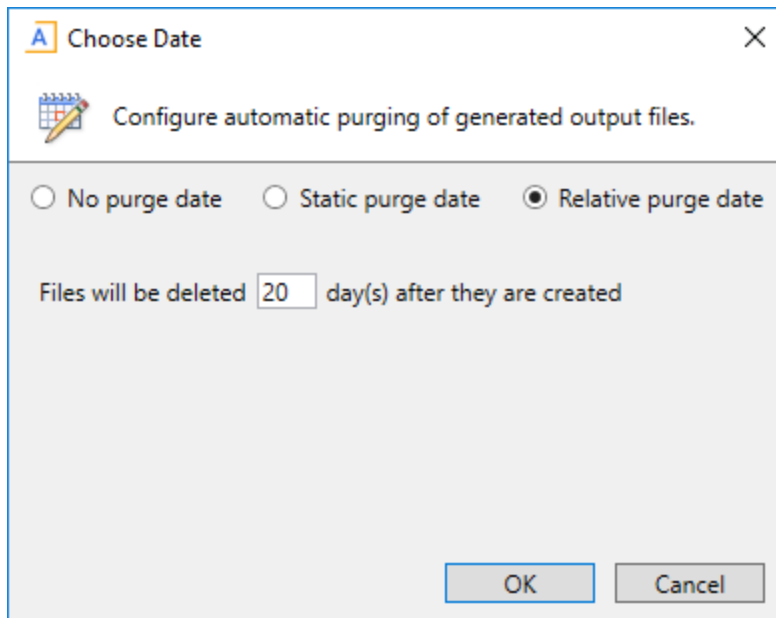 A Choose Date
Configure automatic purging of generated output files.
No purge date Static purge date Relative purge date
Files will be deleted 20 day(s) after they are created
OK Cancel